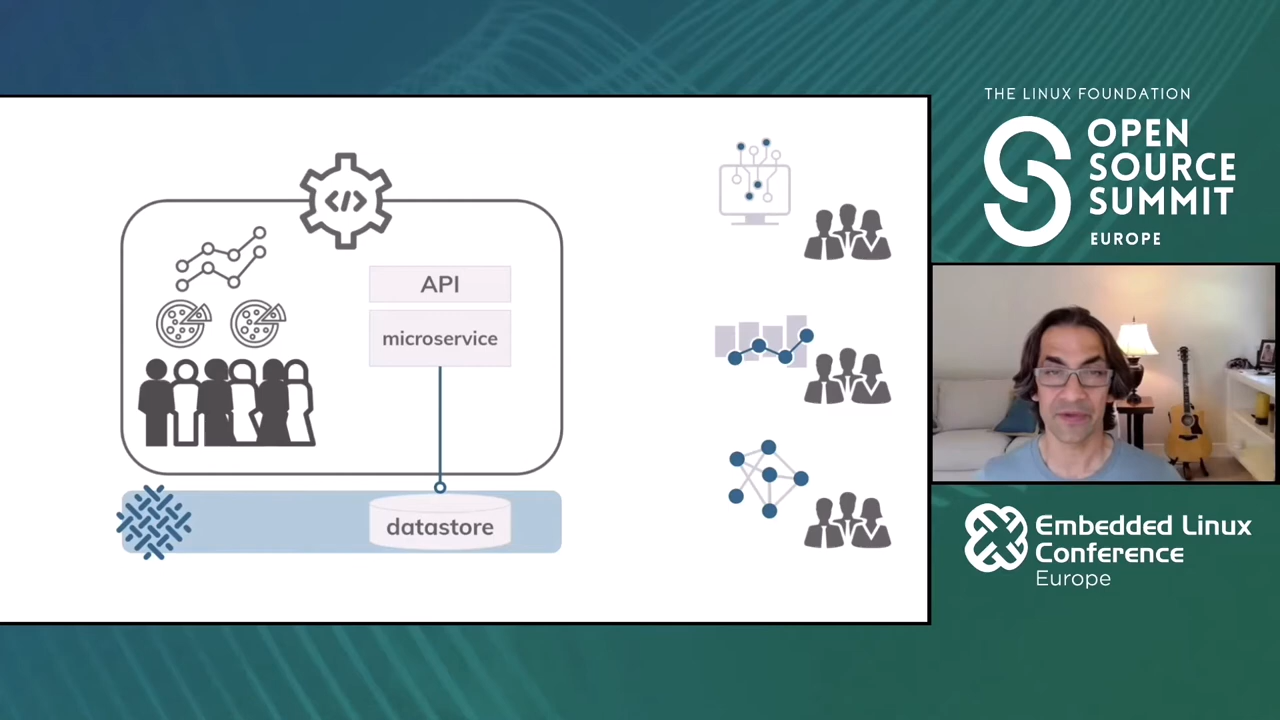 API
microservice
datastore
THE LINUX FOUNDATION
OPEN
SOURCE
SUMMIT
EUROPE
Embedded Linux
Conference
Europe